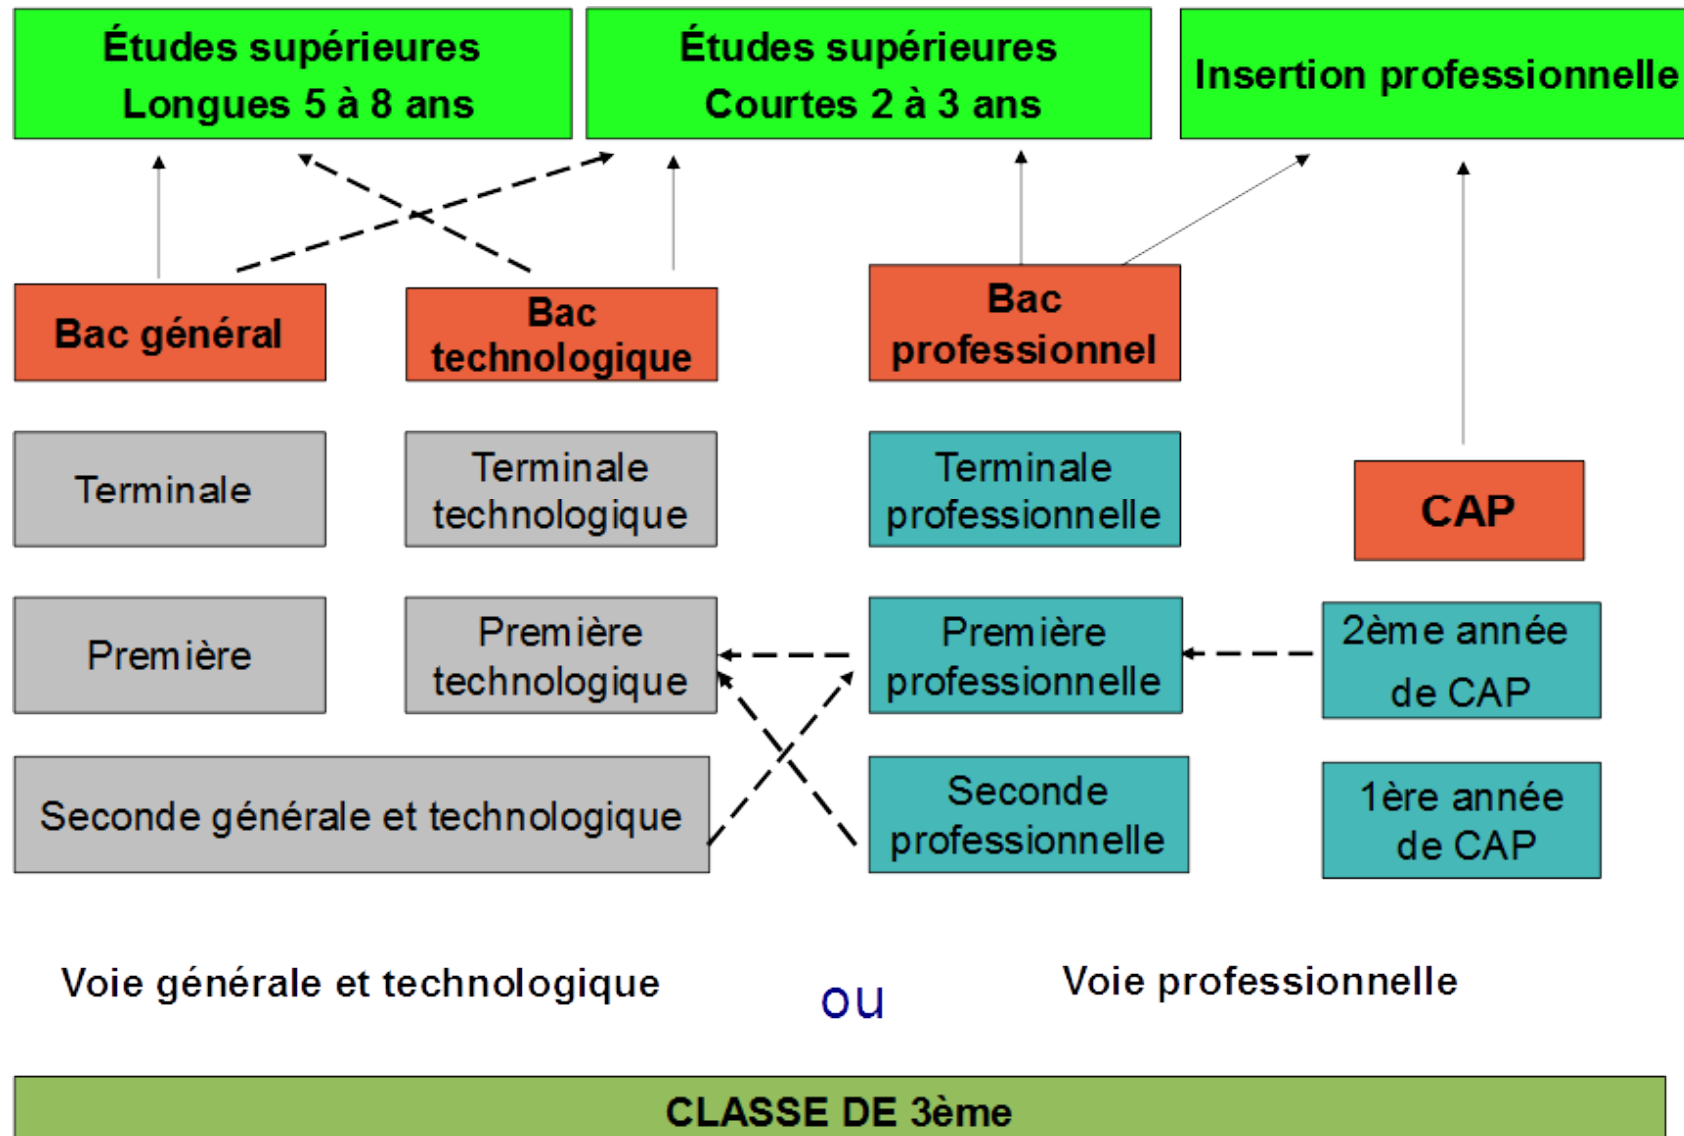 Études supérieures
Longues 5 à 8 ans
Études supérieures
Courtes 2 à 3 ans
Insertion professionnelle
Bac général
Bac
technologique
Bac
professionnel
Terminale
Terminale
technologique
Terminale
professionnelle
CAP
Première
Première
technologique
Première
professionnelle
2ème année
de CAP
Seconde générale et technologique
Seconde
professionnelle
1ère année
de CAP
Voie générale et technologique
ou
Voie professionnelle
CLASSE DE 3ème